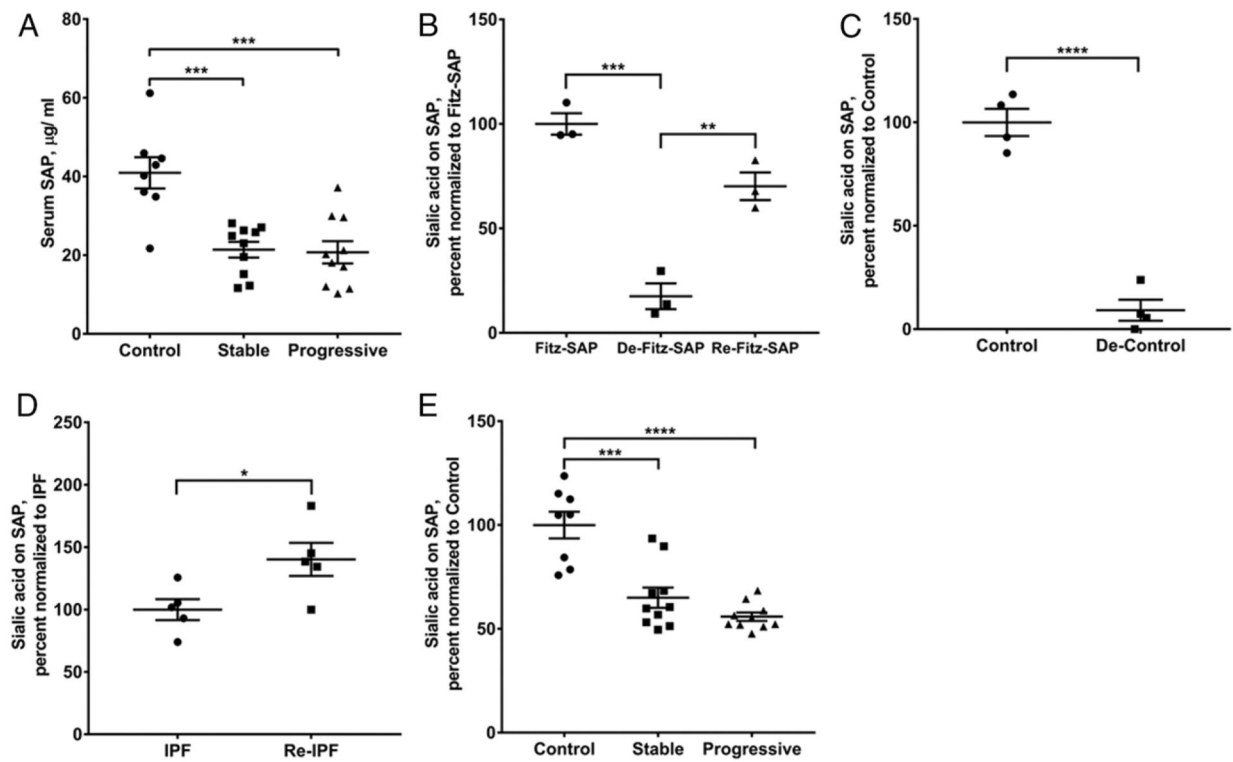 A
Serum SAP, µg/ ml
80
60
40
20
0
***
***
Control Stable Progressive
B
Sialic acid on SAP,
percent normalized to Fitz-SAP
150
100
50
0
***
**
Fitz-SAP De-Fitz-SAP Re-Fitz-SAP
C
Sialic acid on SAP,
percent normalized to Control
150
100
50
0
****
Control De-Control
D
Sialic acid on SAP,
percent normalized to IPF
250
200
150
100
50
0
*
IPF Re-IPF
E
Sialic acid on SAP,
percent normalized to Control
150
100
50
0
****
***
Control Stable Progressive